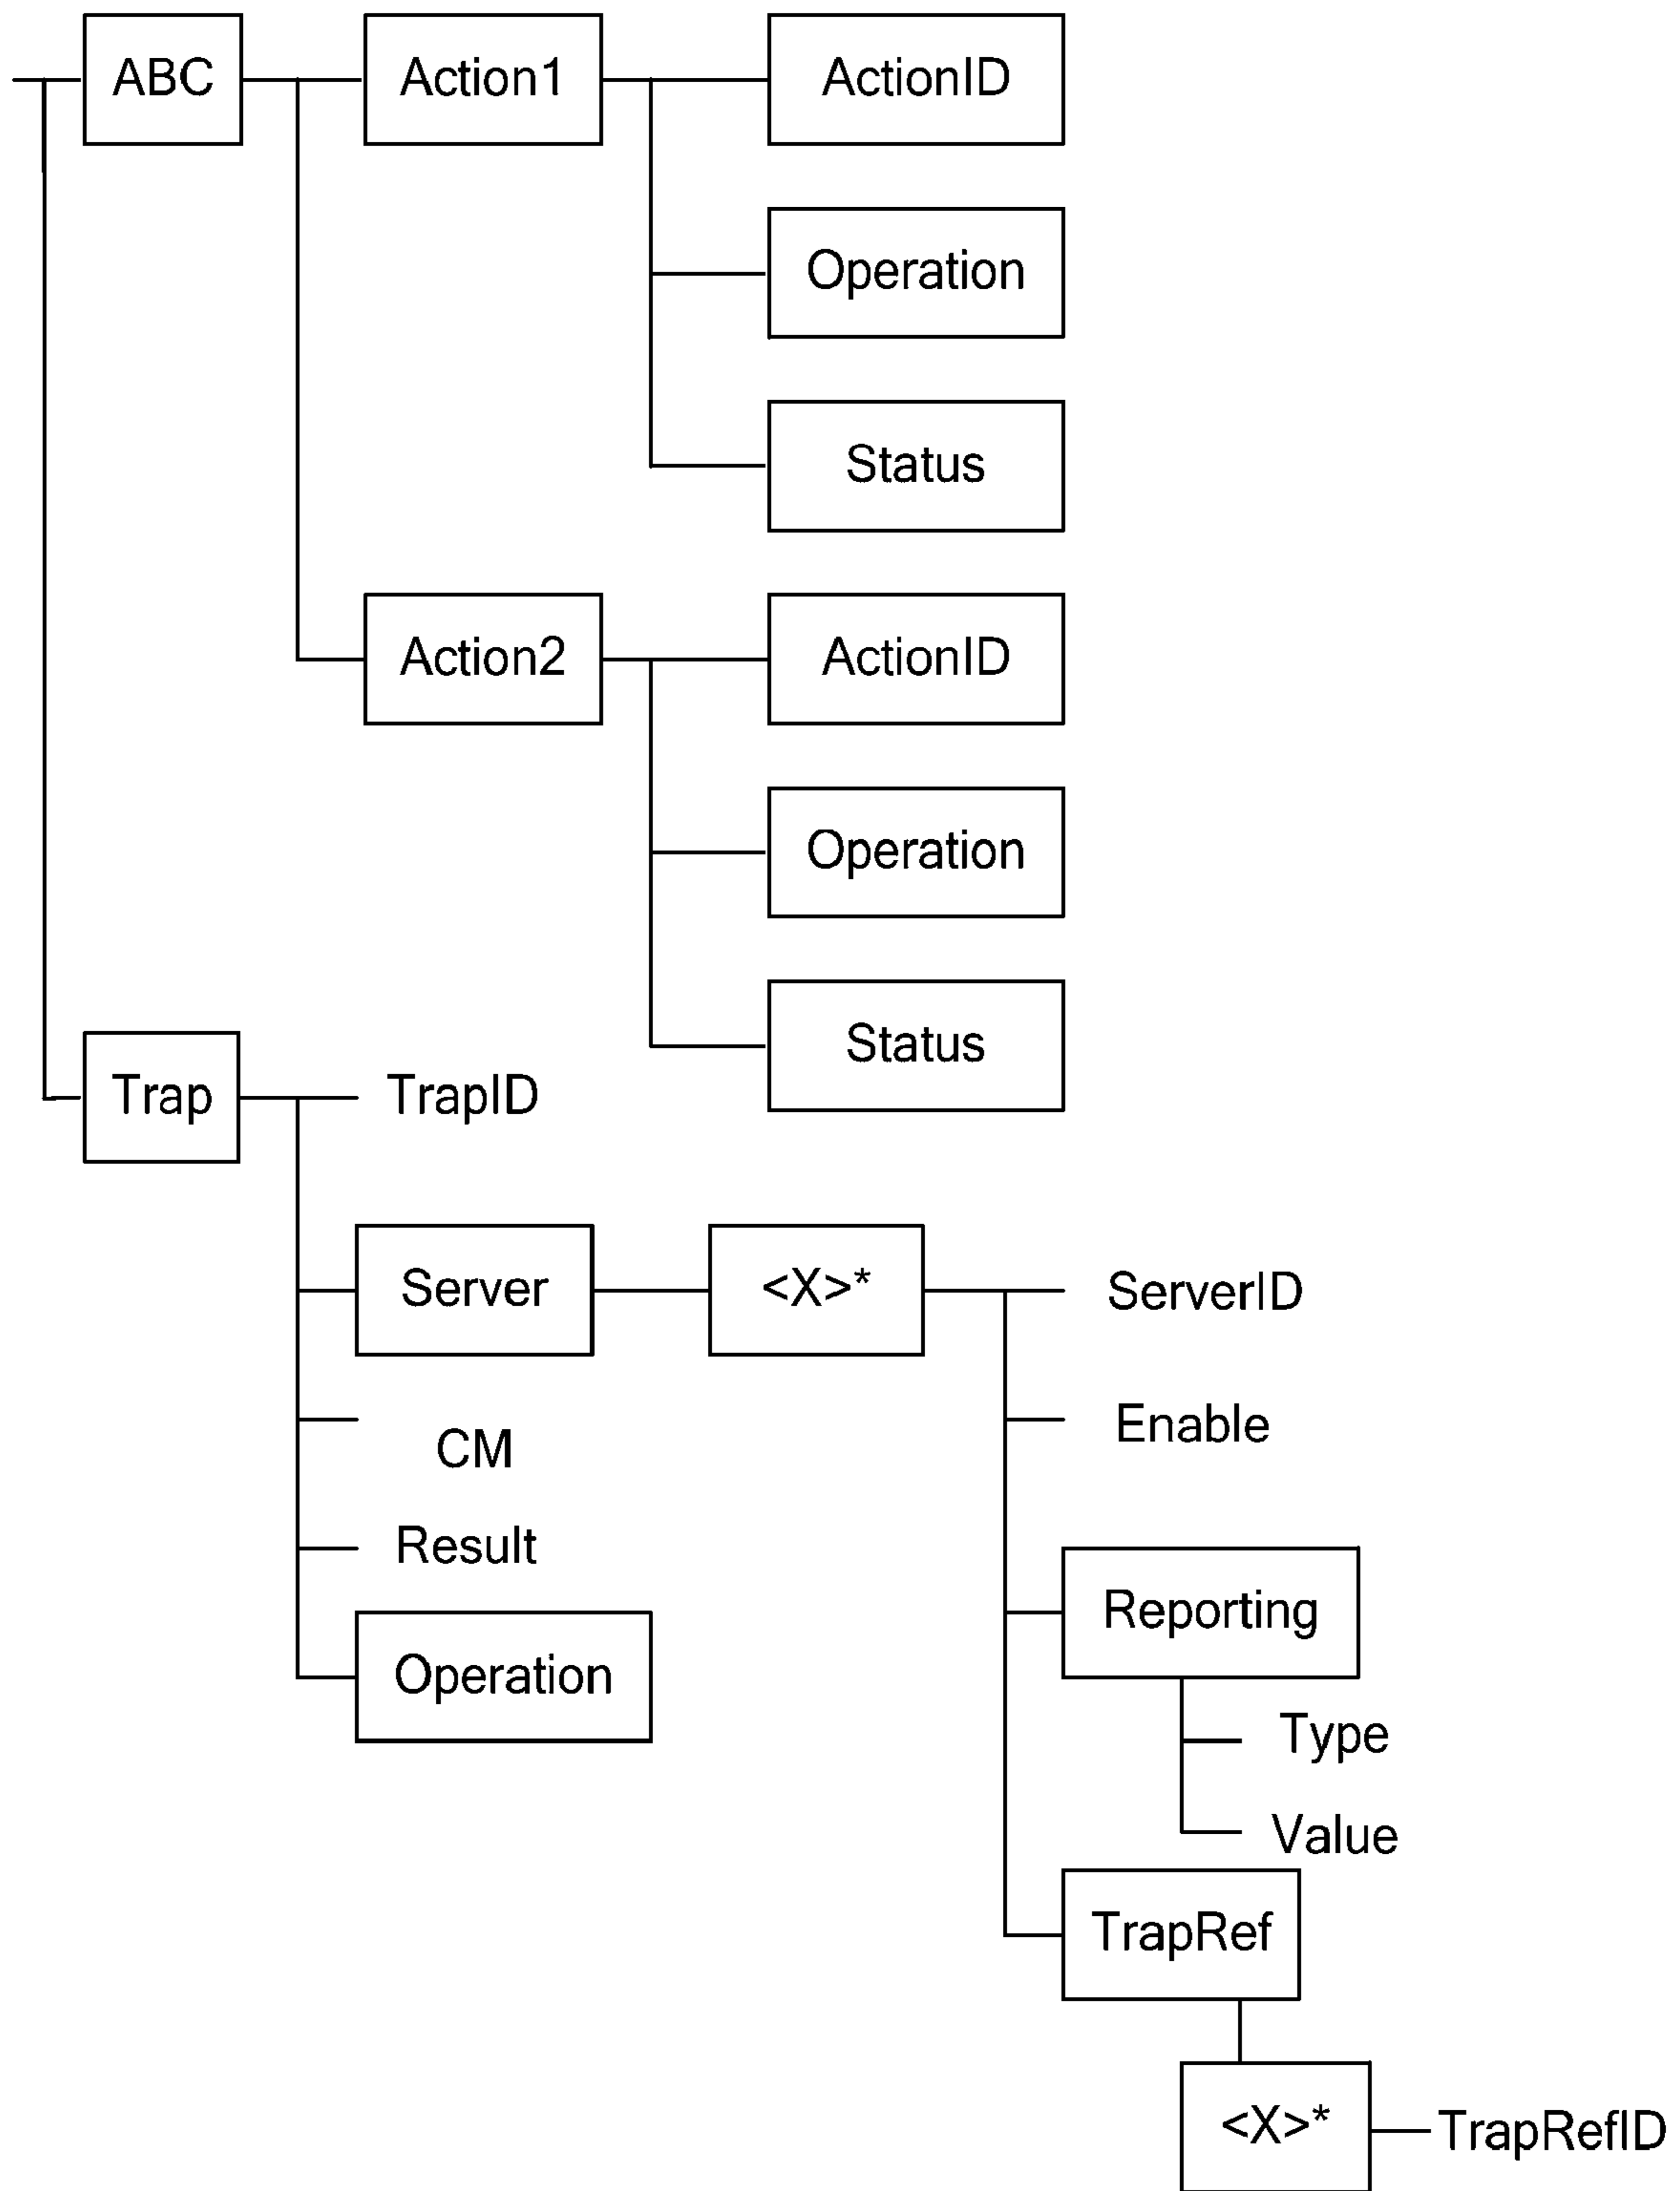 ABC
Action1
ActionID
Operation
Status
Action2
ActionID
Operation
Status
Trap
TrapID
Server
<X>*
ServerID
Enable
CM
Result
Reporting
Operation
Type
Value
TrapRef
<X>*
TrapRefID